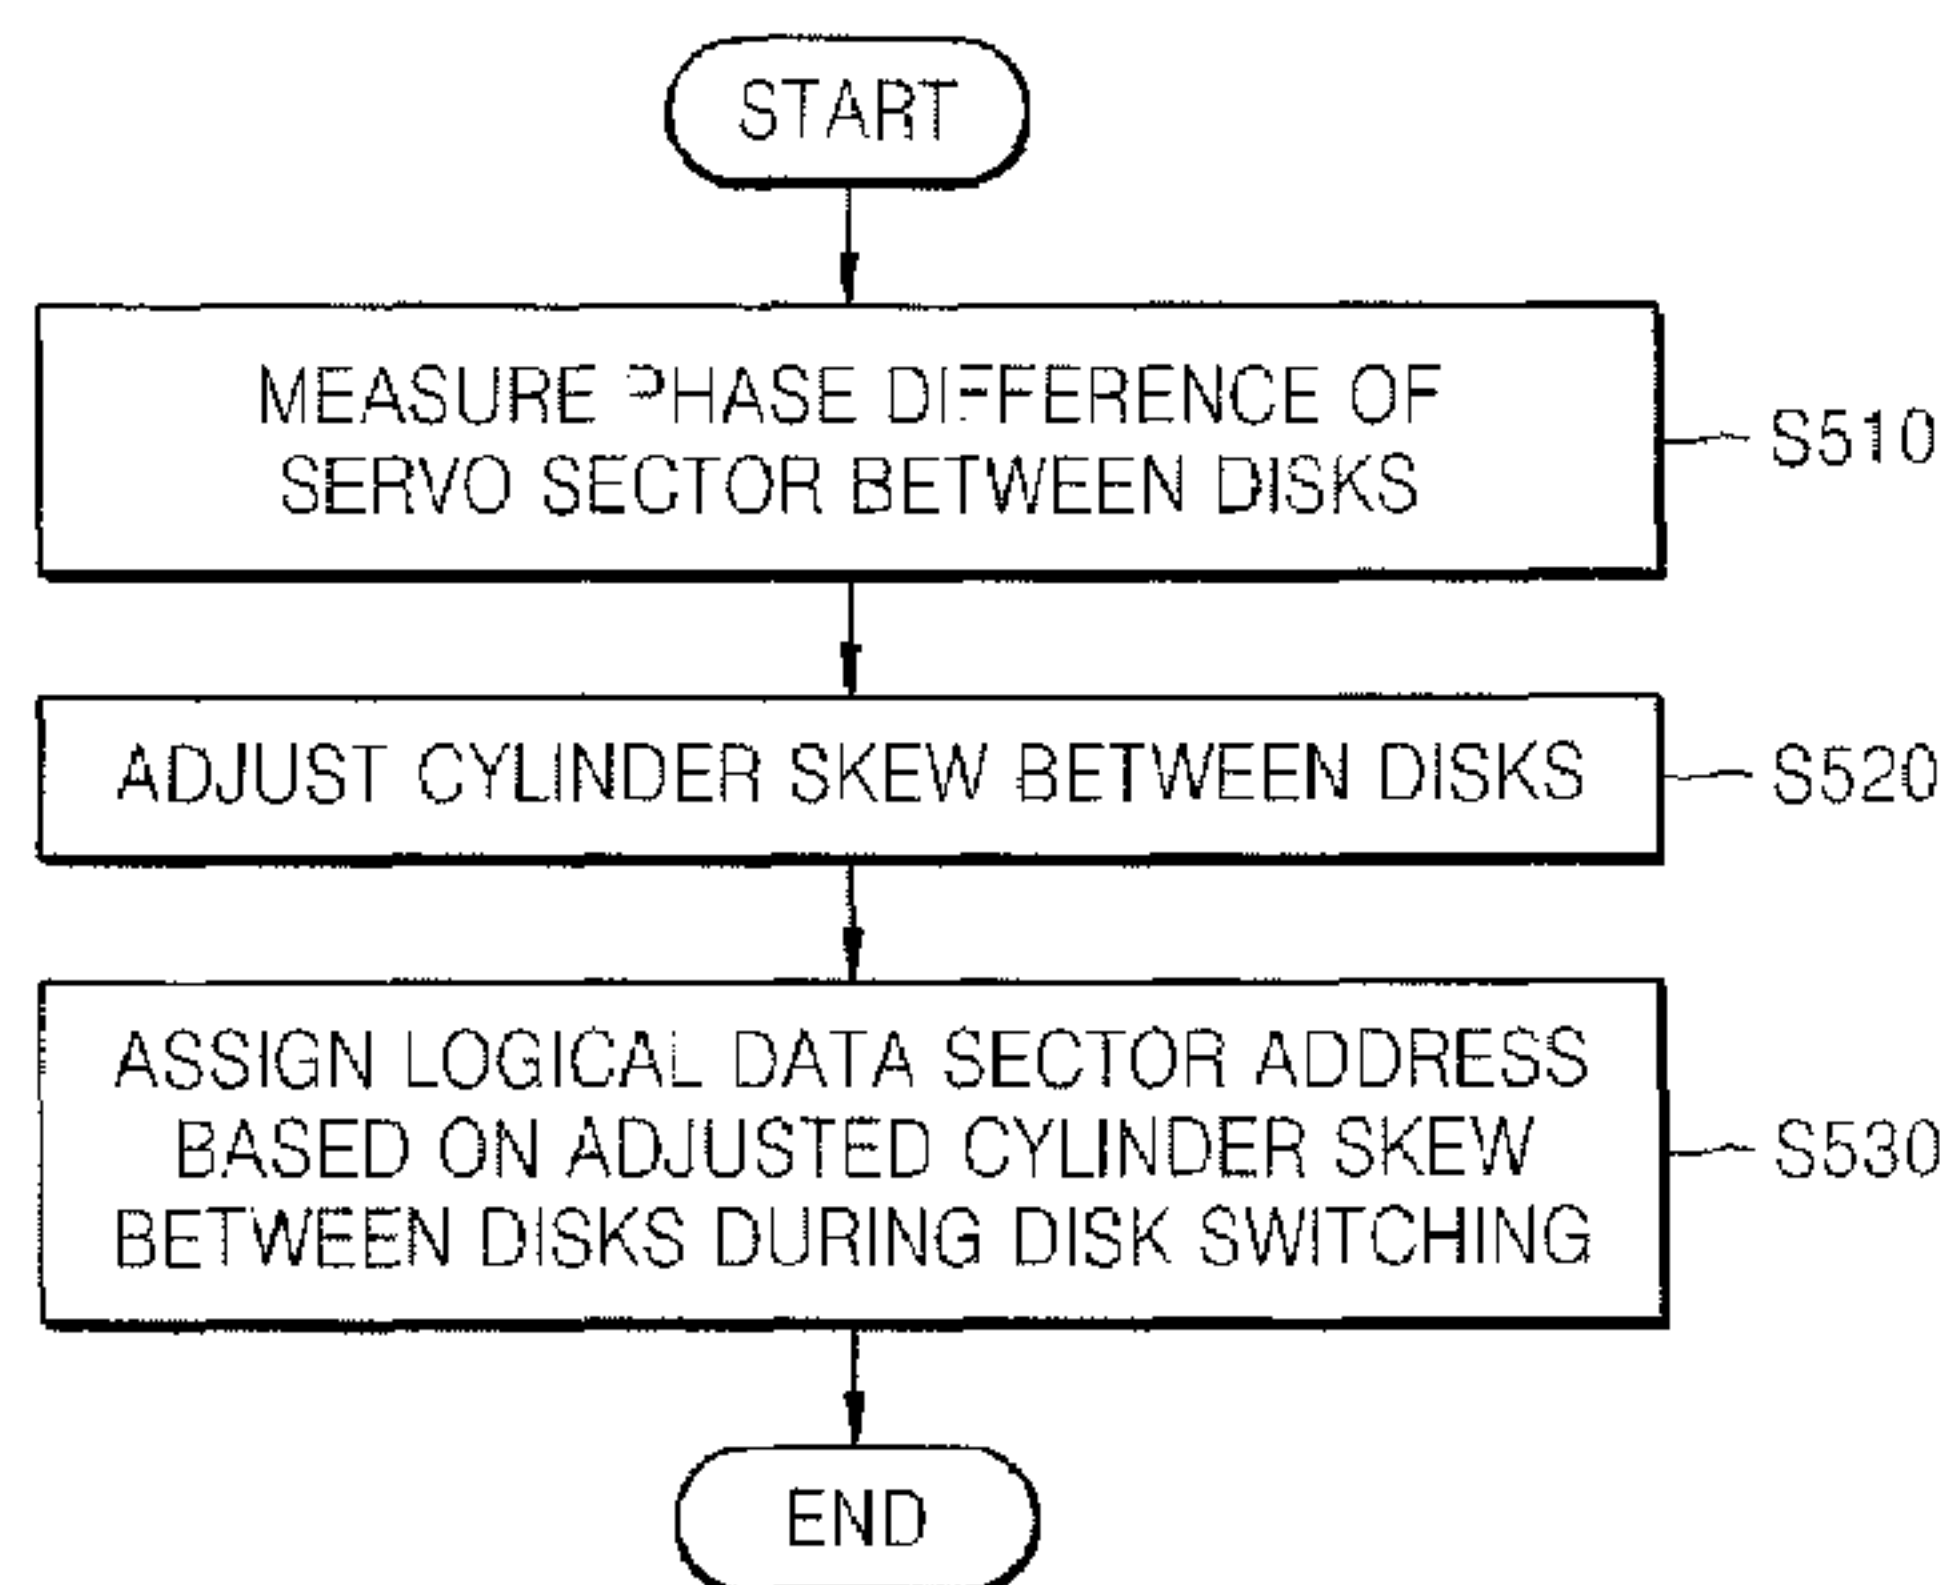 START
MEASURE PHASE DIFFERENCE OF
SERVO SECTOR BETWEEN DISKS
S510
ADJUST CYLINDER SKEW BETWEEN DISKS
S520
ASSIGN LOGICAL DATA SECTOR ADDRESS
BASED ON ADJUSTED CYLINDER SKEW
BETWEEN DISKS DURING DISK SWITCHING
S530
END